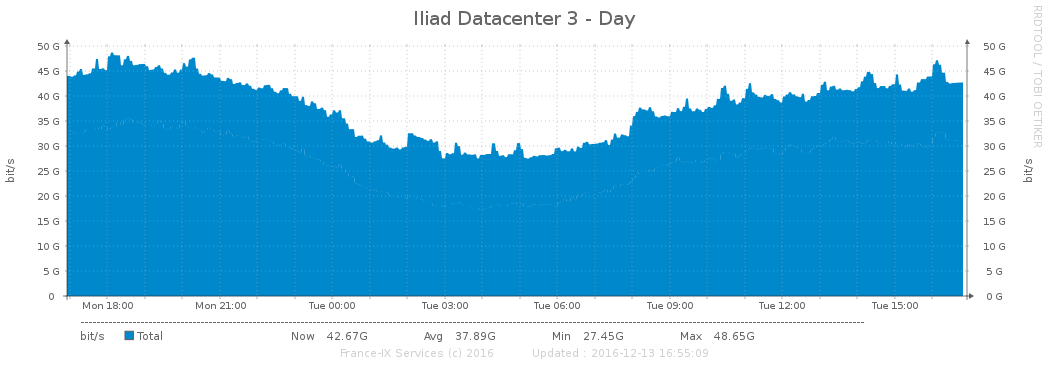 Iliad Datacenter 3 - Day
RRDTOOL / TOBI OETIKER
50 G 50 G
45 G 45 G
40 G 40 G
35 G 35 G
30 G 30 G
25 G 25 G
20 G 20 G
15 G 15 G
10 G 10 G
5 G 5 G
0 0 G
bit/s
bit/s
Mon 18:00 Mon 21:00 Tue 00:00 Tue 03:00 Tue 06:00 Tue 09:00 Tue 12:00 Tue 15:00
bit/s Total Now 42.67G Avg 37.89G Min 27.45G Max 48.65G
France-IX Services (c) 2016 Updated : 2016-12-13 16:55:09